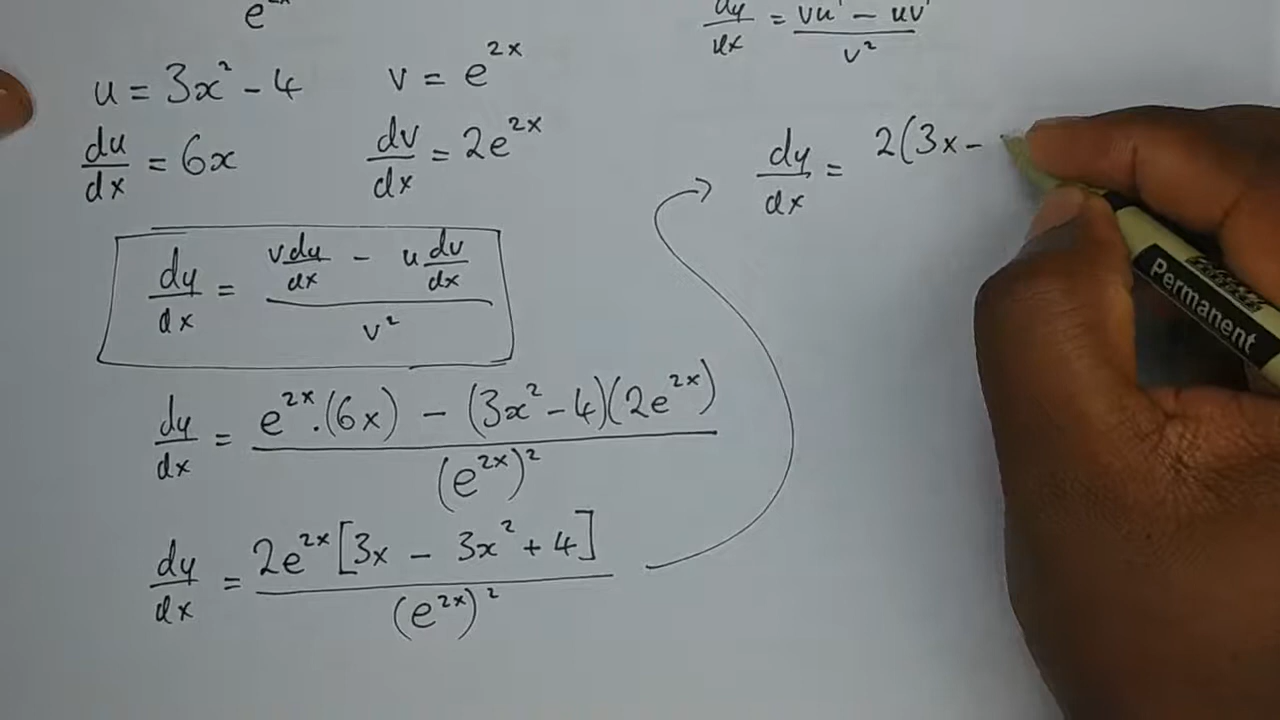 e^2x
dy/dx = (vu' - uv')/v²
u = 3x² - 4
v = e^2x
du/dx = 6x
dv/dx = 2e^2x
dy/dx = (v du/dx - u dv/dx)/v²
dy/dx = (e^2x.(6x) - (3x² - 4)(2e^2x))/(e^2x)²
dy/dx = 2e^2x[3x - 3x² + 4]/(e^2x)²
dy/dx = 2(3x -
Permanent